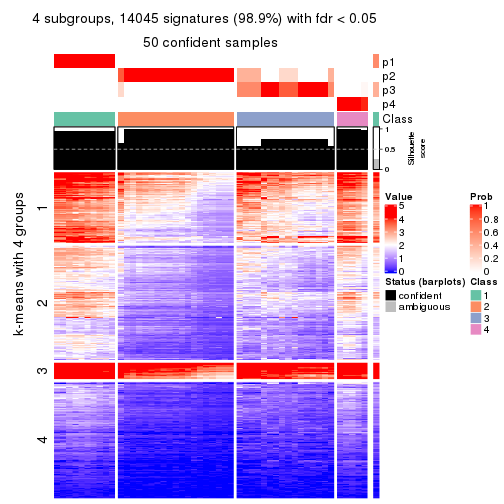 4 subgroups, 14045 signatures (98.9%) with fdr < 0.05
50 confident samples
p1
p2
p3
p4
Class
1
0.5
0
Silhouette
score
k-means with 4 groups
1
2
3
4
Value
5
4
3
2
1
0
Prob
1
0.8
0.6
0.4
0.2
0
Status (barplots)
confident
ambiguous
Class
1
2
3
4